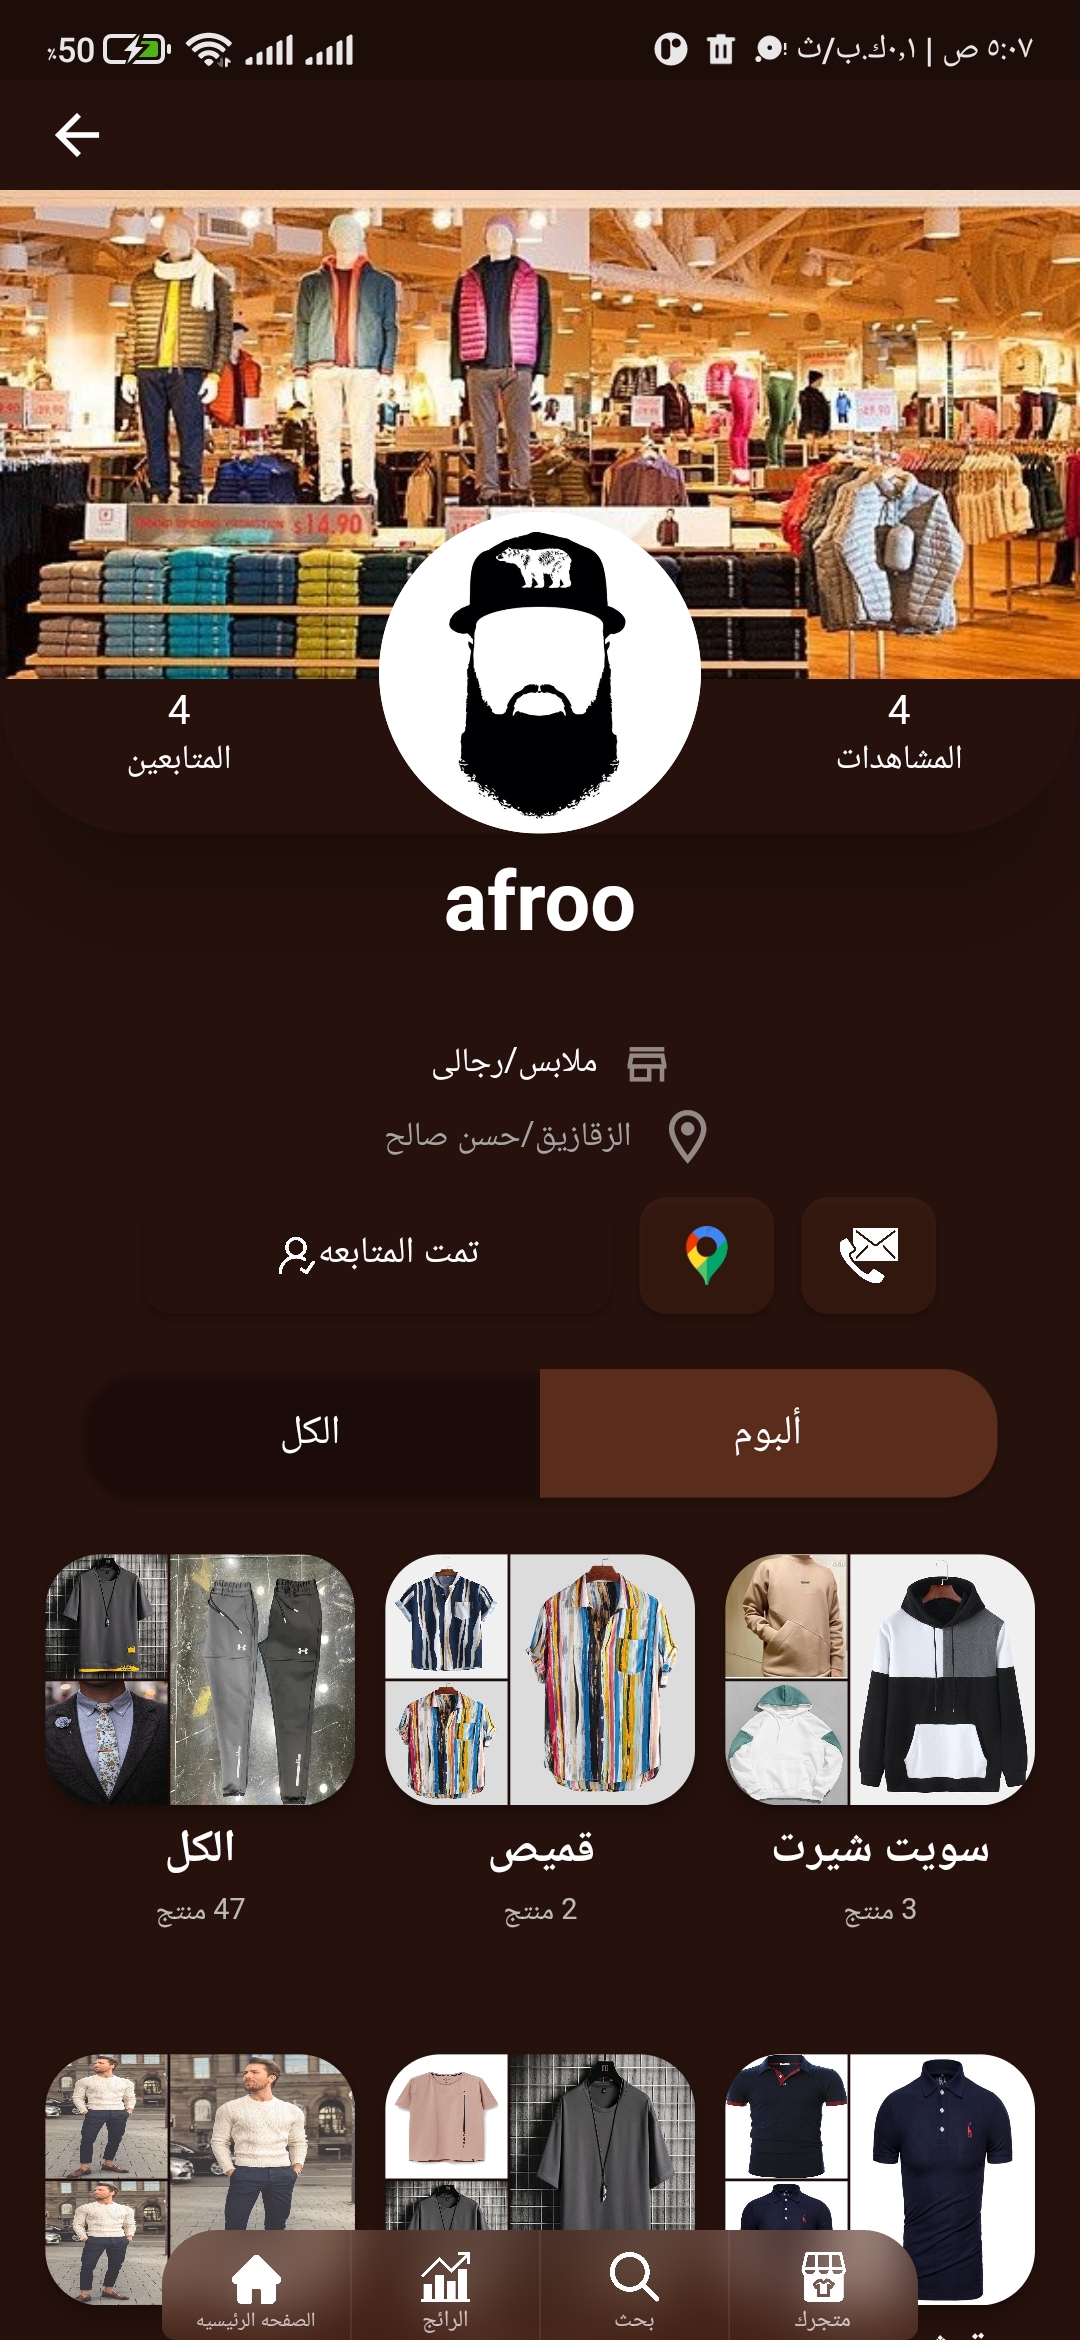 ٥:٠٧ ص | ٠,١ك.ب/ث
٪50
$14.90
4
المشاهدات
4
المتابعين
afroo
ملابس/رجالى
الزقازيق/حسن صالح
تمت المتابعه
ألبوم
الكل
سويت شيرت
قميص
الكل
3 منتج
2 منتج
47 منتج
متجرك
بحث
الرائج
الصفحه الرئيسيه